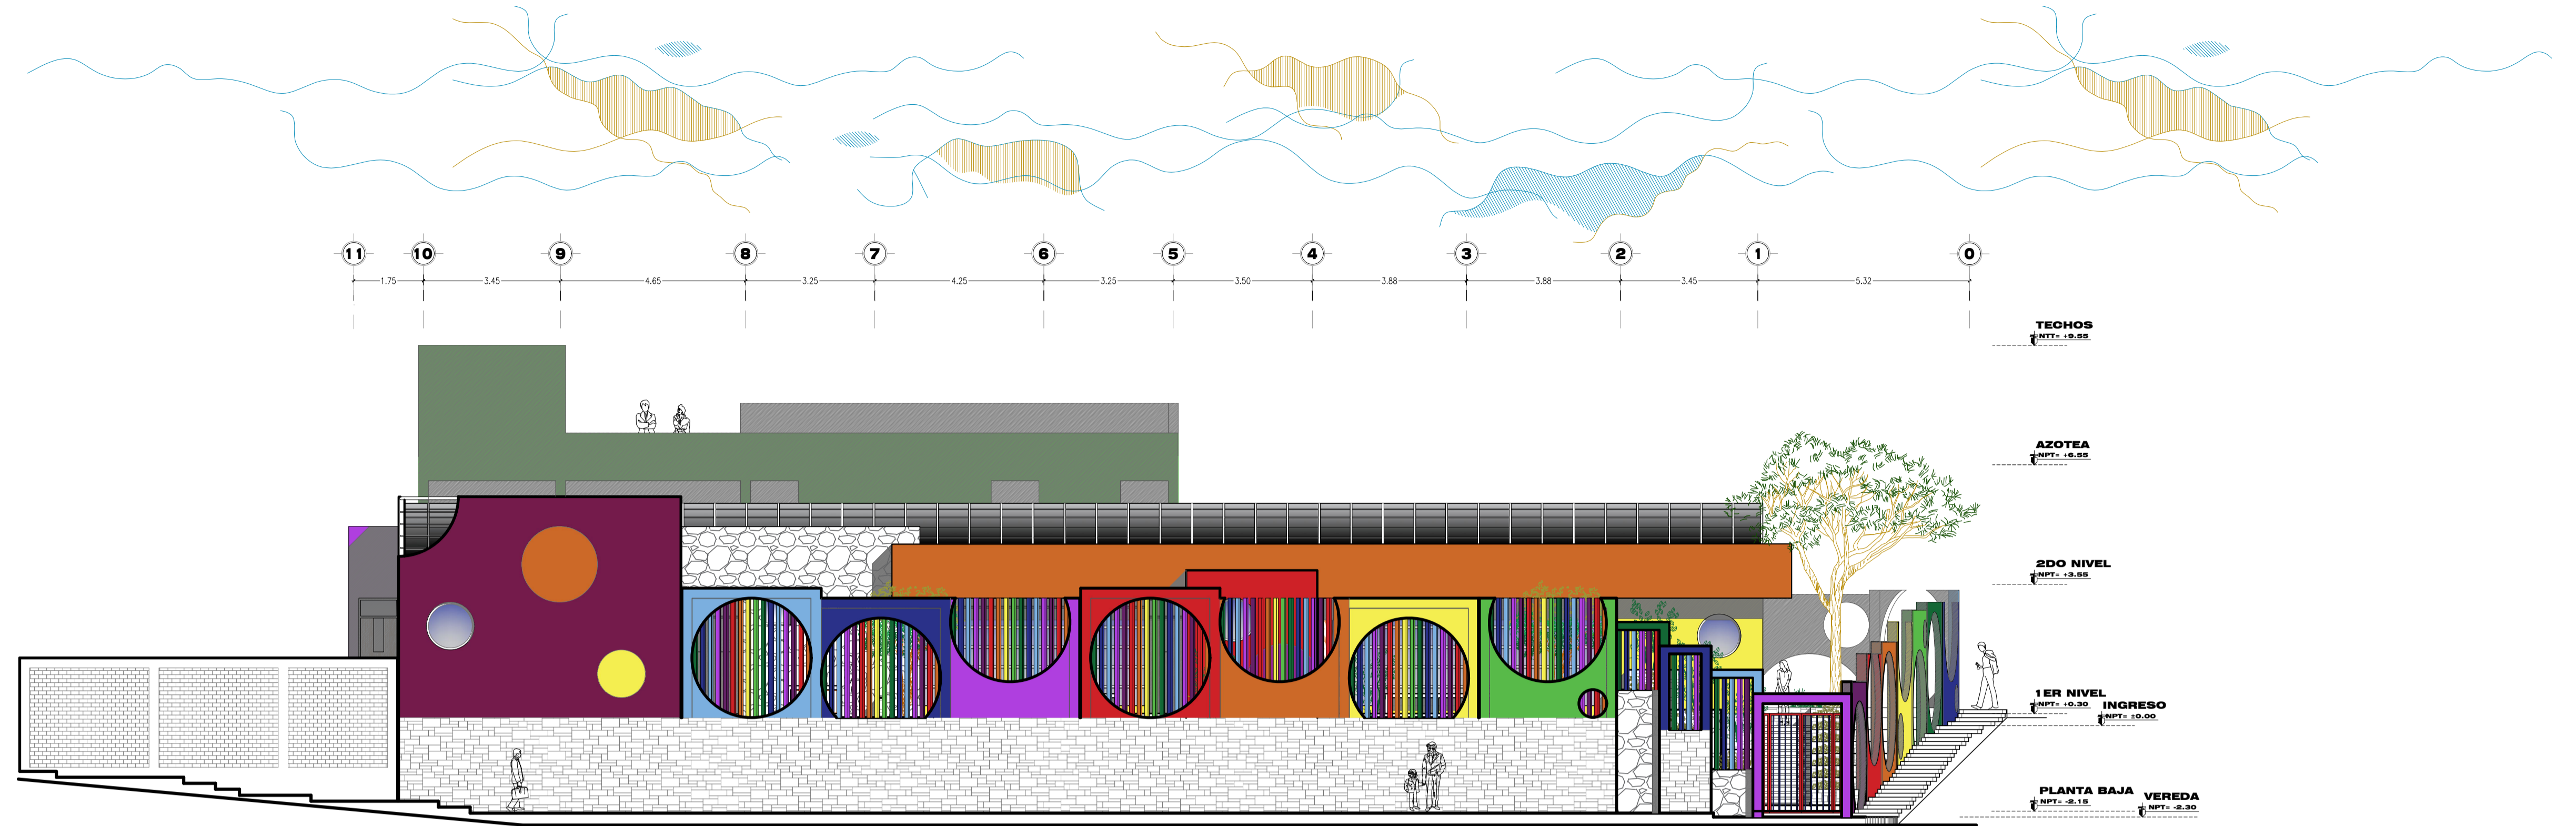 11 10 9 8 7 6 5 4 3 2 1 0
1.75 3.45 4.65 3.25 4.25 3.25 3.50 3.88 3.88 3.45 5.32
TECHOS
NTT= +9.55
AZOTEA
NPT= +6.55
2DO NIVEL
NPT= +3.55
1ER NIVEL
NPT= +0.30
INGRESO
NPT= ±0.00
PLANTA BAJA
NPT= -2.15
VEREDA
NPT= -2.30